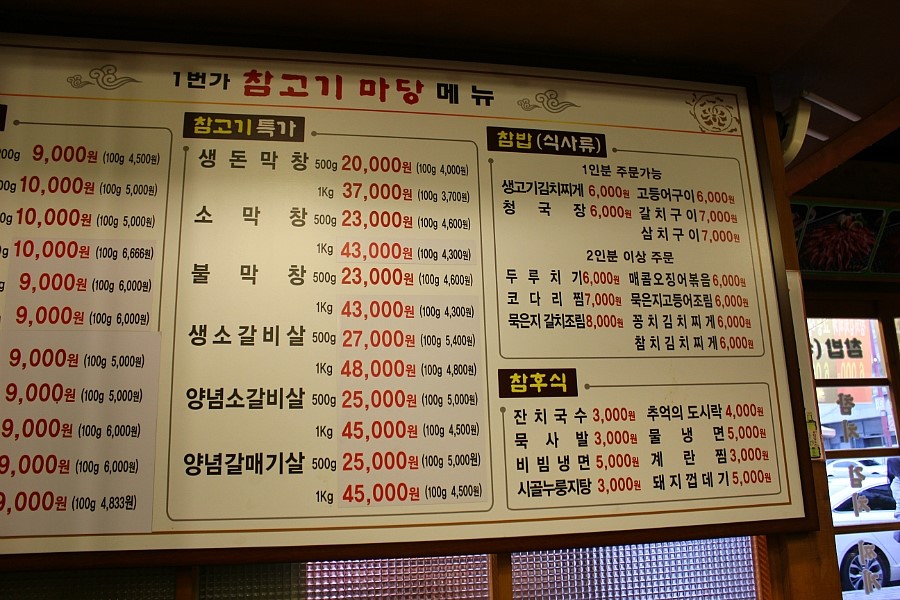 1번가 참고기 마당 메뉴
00g 9,000원 (100g 4,500원)
00g 10,000원 (100g 5,000원)
0g 10,000원 (100g 5,000원)
g 10,000원 (100g 6,666원)
g 9,000원 (100g 6,000원)
9,000원 (100g 6,000원)
9,000원 (100g 5,000원)
9,000원 (100g 5,000원)
9,000원 (100g 6,000원)
9,000원 (100g 6,000원)
9,000원 (100g 4,833원)
참고기 특가
생돈막창 500g 20,000원 (100g 4,000원)
1Kg 37,000원 (100g 3,700원)
소막창 500g 23,000원 (100g 4,600원)
1Kg 43,000원 (100g 4,300원)
불막창 500g 23,000원 (100g 4,600원)
1Kg 43,000원 (100g 4,300원)
생소갈비살 500g 27,000원 (100g 5,400원)
1Kg 48,000원 (100g 4,800원)
양념소갈비살 500g 25,000원 (100g 5,000원)
1Kg 45,000원 (100g 4,500원)
양념갈매기살 500g 25,000원 (100g 5,000원)
1Kg 45,000원 (100g 4,500원)
참밥 (식사류)
1인분 주문가능
생고기김치찌게 6,000원 고등어구이 6,000원
청국장 6,000원 갈치구이 7,000원
삼치구이 7,000원
2인분 이상 주문
두루치기 6,000원 매콤오징어볶음 6,000원
코다리찜 7,000원 묵은지고등어조림 6,000원
묵은지 갈치조림 8,000원 꽁치김치찌게 6,000원
참치김치찌게 6,000원
참후식
잔치국수 3,000원 추억의 도시락 4,000원
묵사발 3,000원 물냉면 5,000원
비빔냉면 5,000원 계란찜 3,000원
시골누룽지탕 3,000원 돼지껍데기 5,000원
참밥